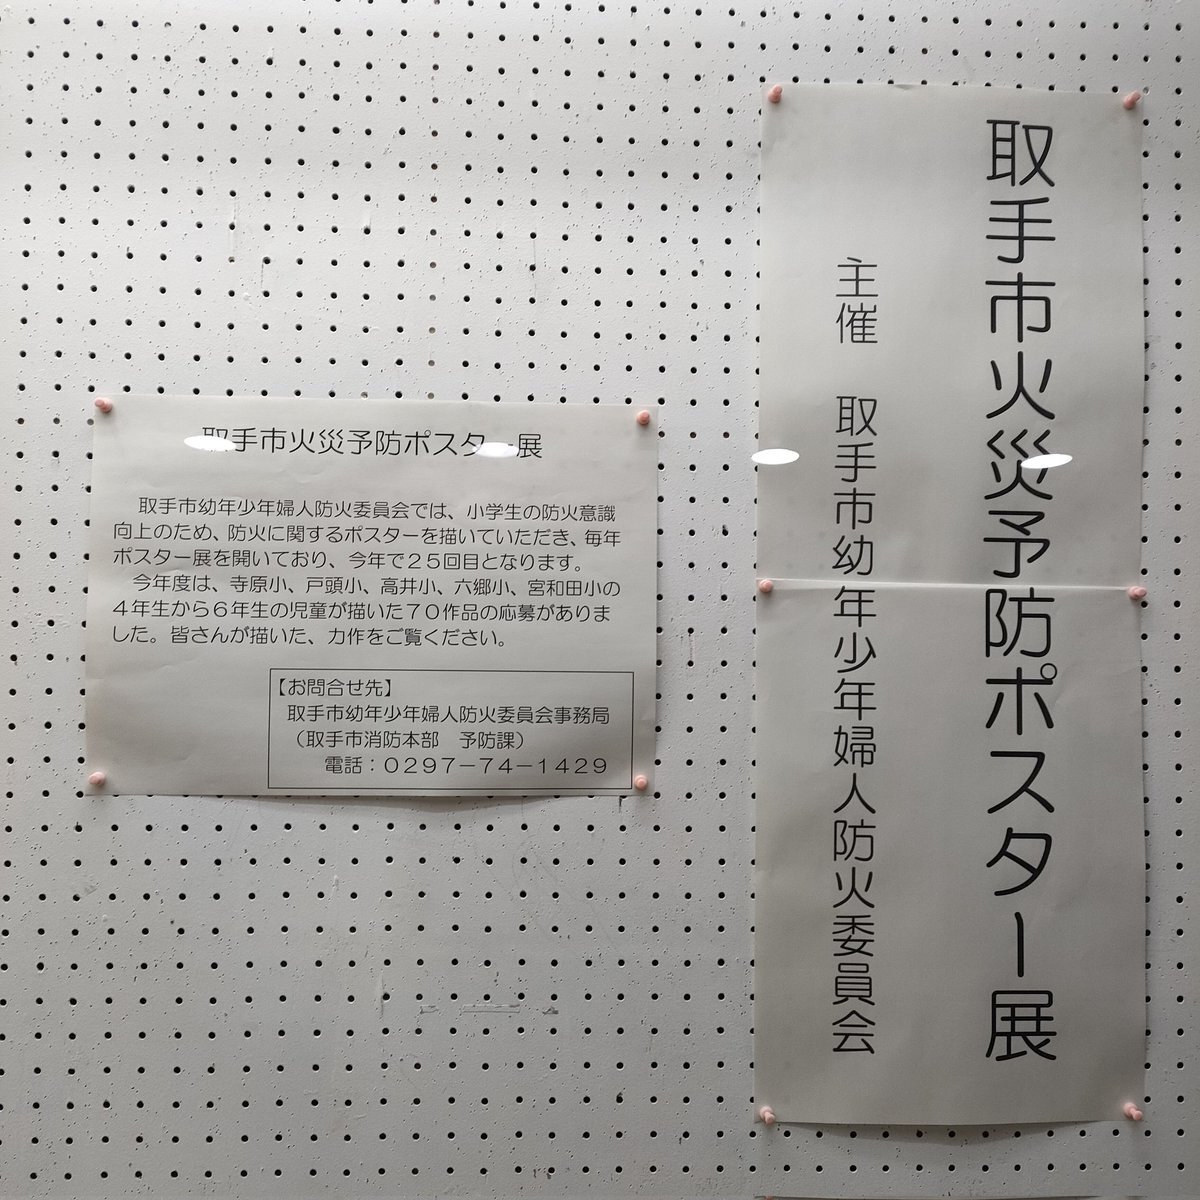 取手市火災予防ポスター展
主催　取手市幼年少年婦人防火委員会
取手市火災予防ポスター展
取手市幼年少年婦人防火委員会では、小学生の防火意識
向上のため、防火に関するポスターを描いていただき、毎年
ポスター展を開いており、今年で２５回目となります。
今年度は、寺原小、戸頭小、高井小、六郷小、宮和田小の
４年生から６年生の児童が描いた７０作品の応募がありま
した。皆さんが描いた、力作をご覧ください。
【お問合せ先】
取手市幼年少年婦人防火委員会事務局
（取手市消防本部　予防課）
電話：０２９７－７４－１４２９